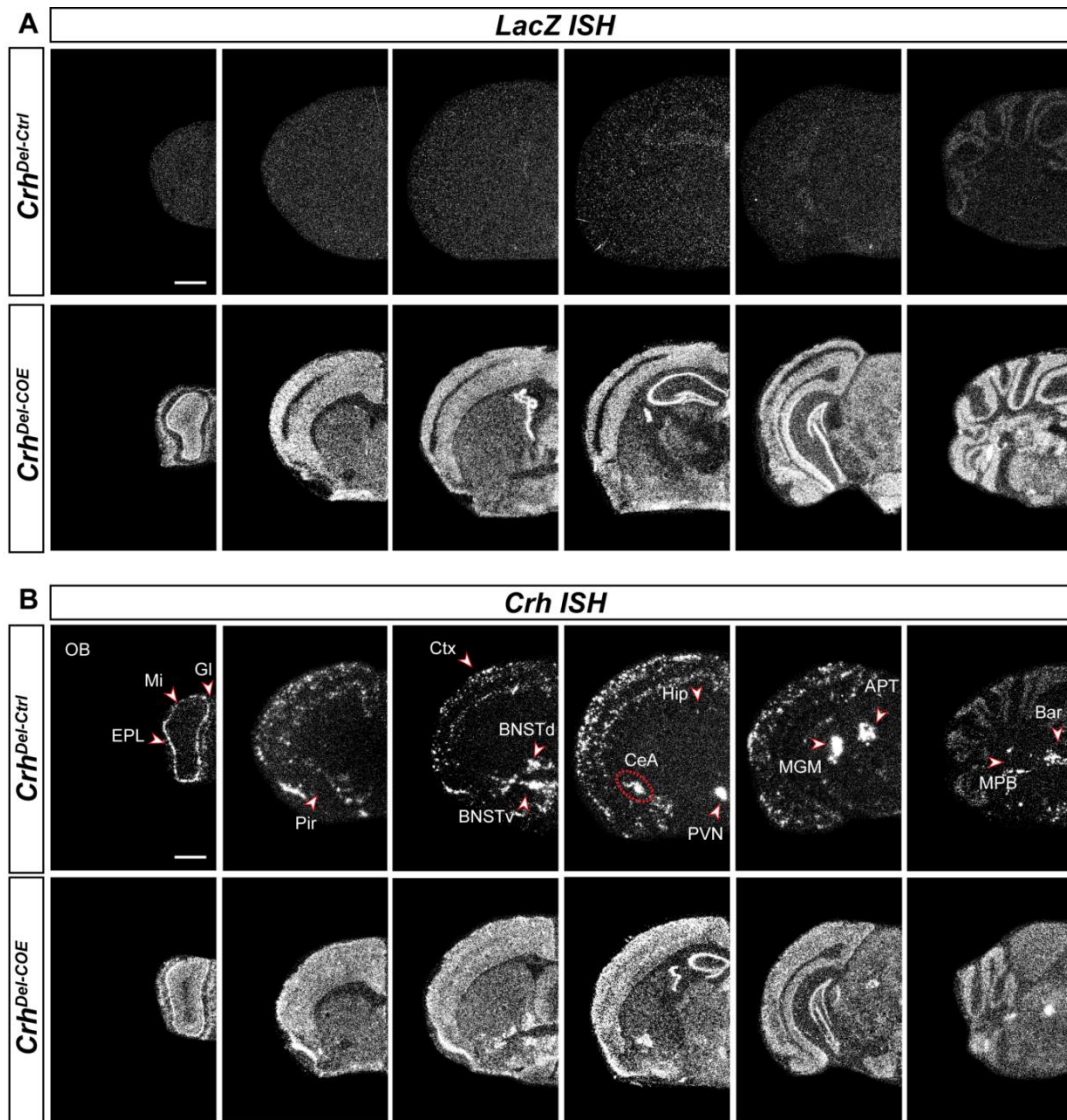 A
LacZ ISH
Crh^Del-Ctrl
Crh^Del-COE
B
Crh ISH
Crh^Del-Ctrl
OB
Mi
Gl
EPL
Pir
Ctx
BNSTd
BNSTv
Hip
CeA
PVN
APT
MGM
Bar
MPB
Crh^Del-COE